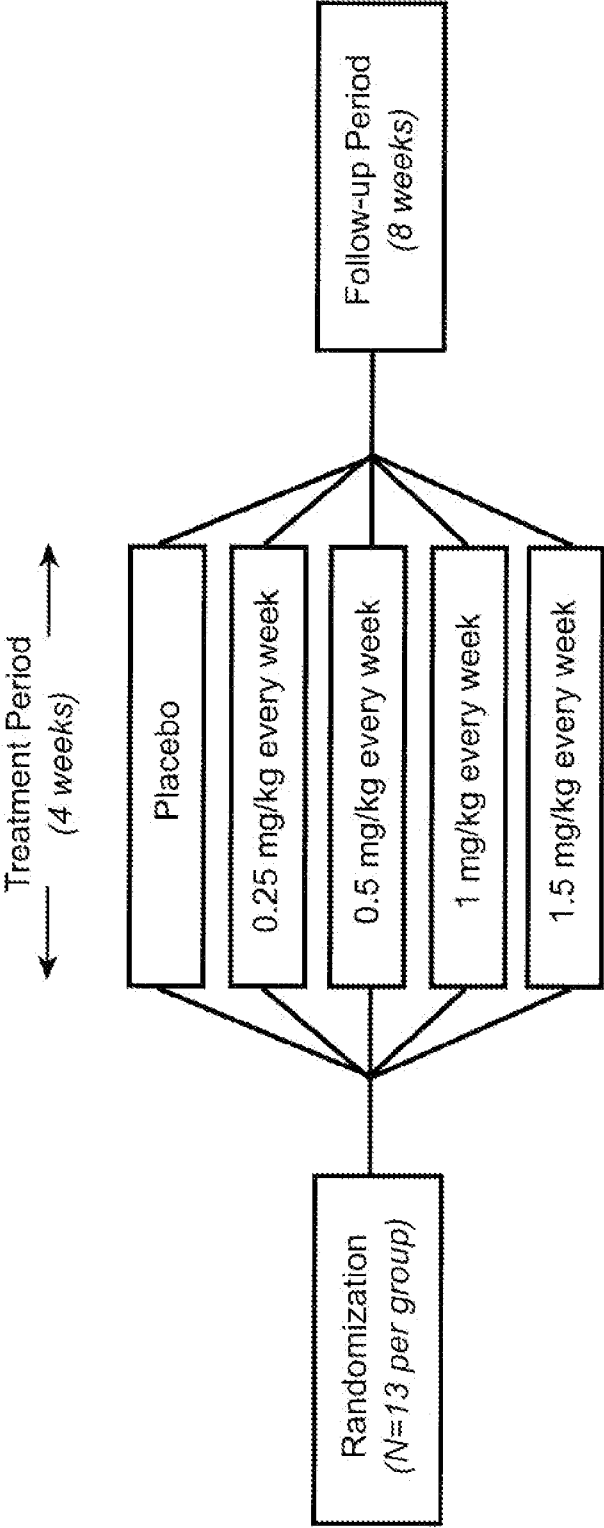 Treatment Period
(4 weeks)
Randomization
(N=13 per group)
Placebo
0.25 mg/kg every week
0.5 mg/kg every week
1 mg/kg every week
1.5 mg/kg every week
Follow-up Period
(8 weeks)